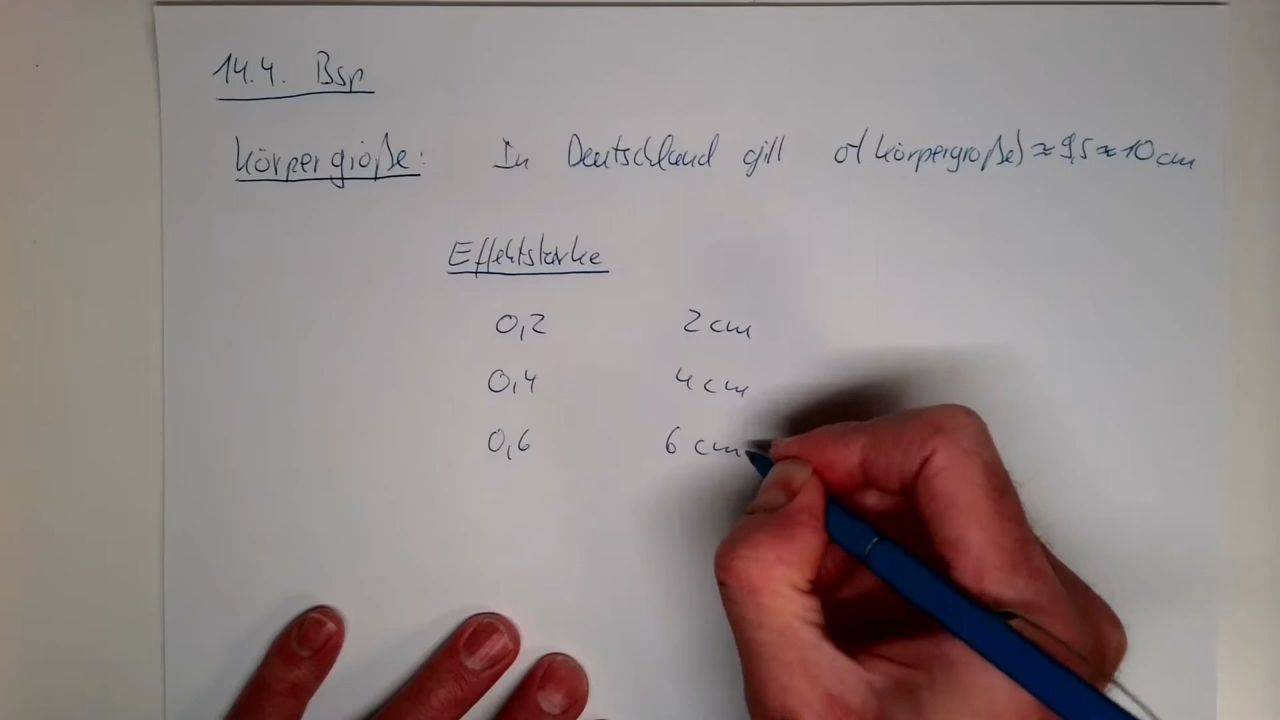 14.4. Bsp
Körpergröße: In Deutschland gilt σ(Körpergröße) ≈ 9,5 ≈ 10 cm
Effektstärke
0,2 2 cm
0,4 4 cm
0,6 6 cm